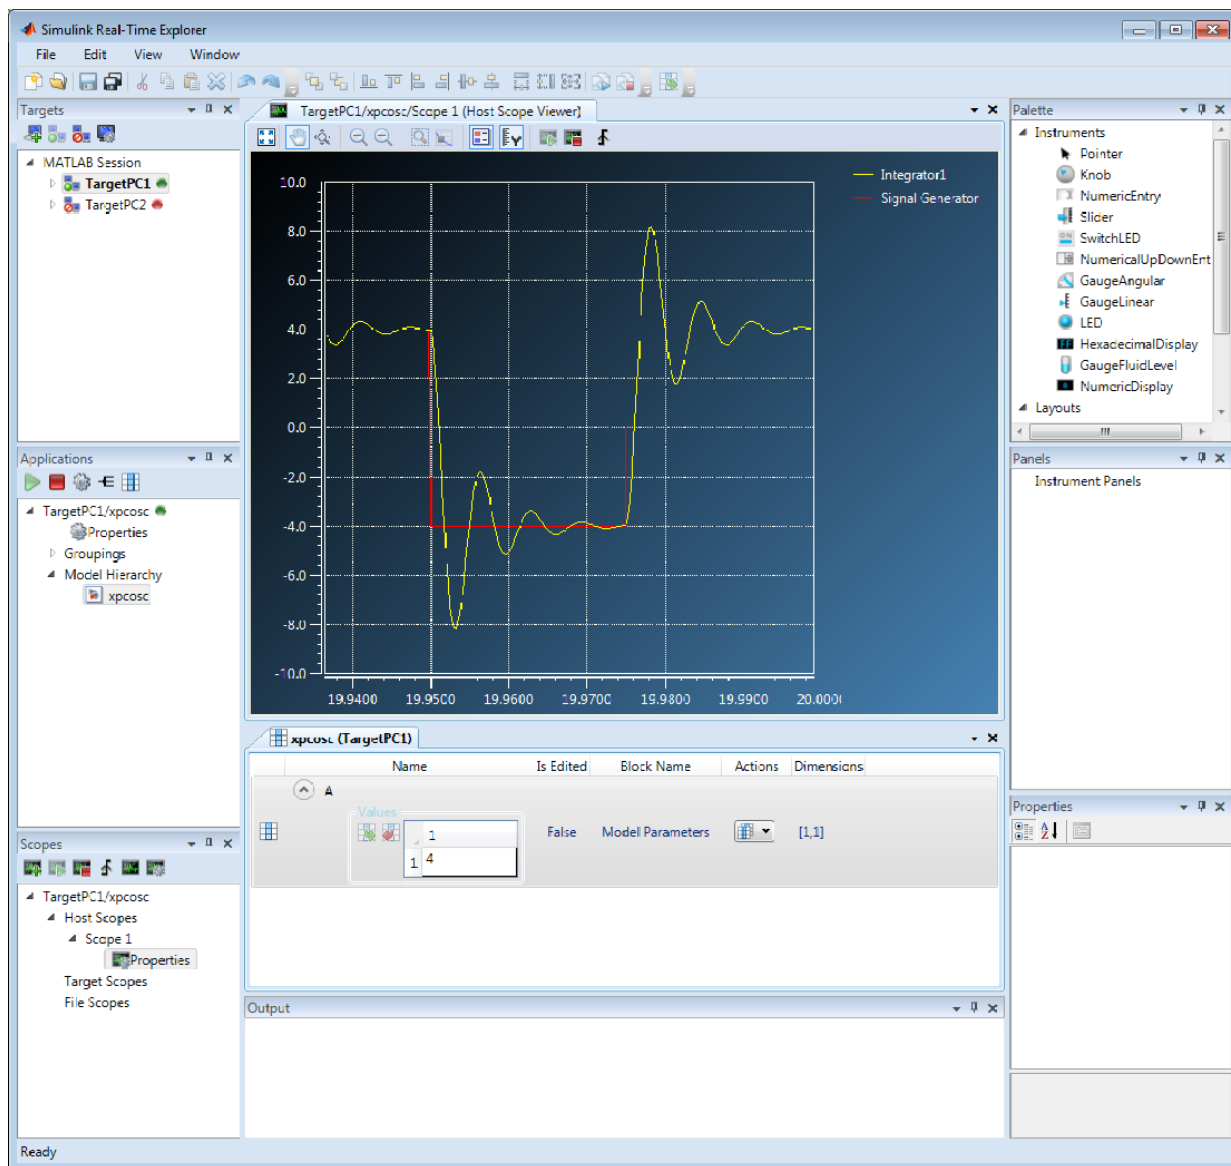 Simulink Real-Time Explorer
File Edit View Window
Targets
MATLAB Session
TargetPC1
TargetPC2
Applications
TargetPC1/xpcosc
Properties
Groupings
Model Hierarchy
xpcosc
Scopes
TargetPC1/xpcosc
Host Scopes
Scope 1
Properties
Target Scopes
File Scopes
TargetPC1/xpcosc/Scope 1 (Host Scope Viewer)
Integrator1
Signal Generator
10.0
8.0
6.0
4.0
2.0
0.0
-2.0
-4.0
-6.0
-8.0
-10.0
19.9400 19.9500 19.9600 19.9700 19.9800 19.9900 20.000
xpcosc (TargetPC1)
Name Is Edited Block Name Actions Dimensions
A
Values
1
1 4
False Model Parameters [1,1]
Output
Palette
Instruments
Pointer
Knob
NumericEntry
Slider
SwitchLED
NumericalUpDownEnt
GaugeAngular
GaugeLinear
LED
HexadecimalDisplay
GaugeFluidLevel
NumericDisplay
Layouts
Panels
Instrument Panels
Properties
Ready